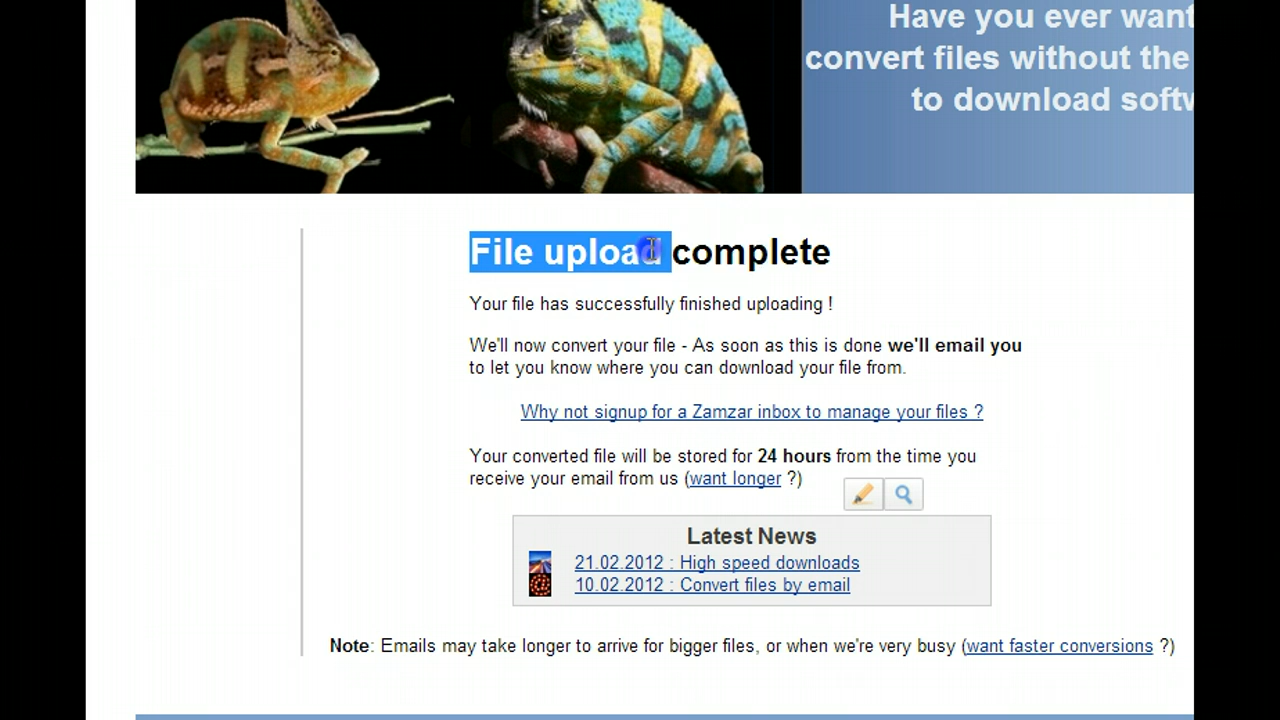 Have you ever want
convert files without the
to download softw
File upload complete
Your file has successfully finished uploading !
We'll now convert your file - As soon as this is done we'll email you
to let you know where you can download your file from.
Why not signup for a Zamzar inbox to manage your files ?
Your converted file will be stored for 24 hours from the time you
receive your email from us (want longer ?)
Latest News
21.02.2012 : High speed downloads
10.02.2012 : Convert files by email
Note: Emails may take longer to arrive for bigger files, or when we're very busy (want faster conversions ?)